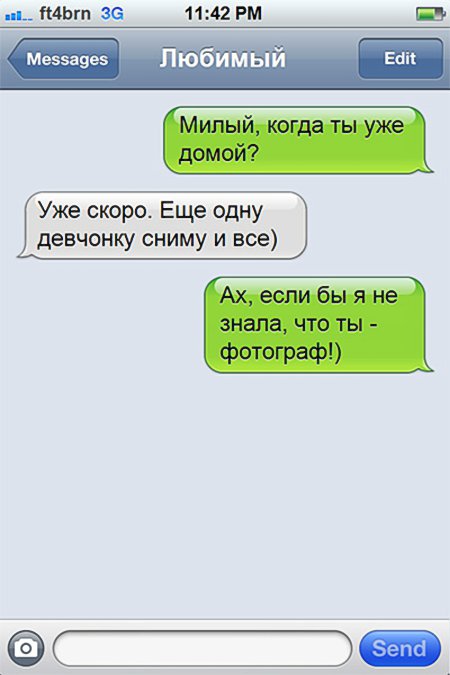 ft4brn 3G 11:42 PM
Messages Любимый Edit
Милый, когда ты уже
домой?
Уже скоро. Еще одну
девчонку сниму и все)
Ах, если бы я не
знала, что ты -
фотограф!)
Send